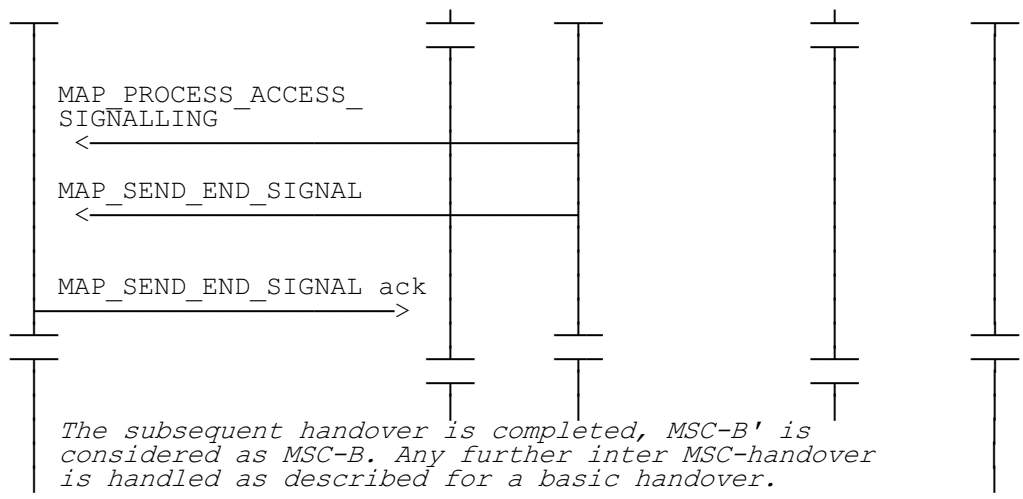 MAP_PROCESS_ACCESS_
SIGNALLING
MAP_SEND_END_SIGNAL
MAP_SEND_END_SIGNAL ack
The subsequent handover is completed, MSC-B' is
considered as MSC-B. Any further inter MSC-handover
is handled as described for a basic handover.